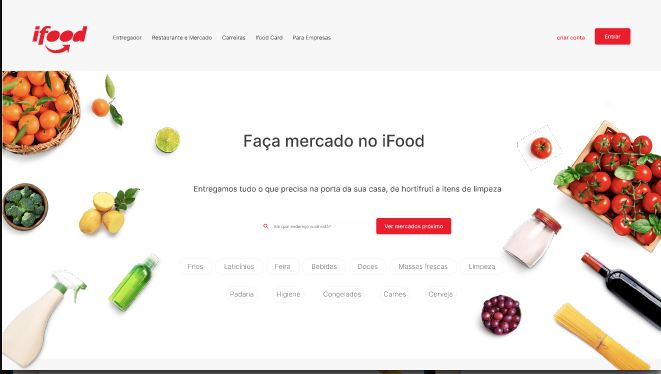 ifood
Entregador Restaurante e Mercado Carreiras iFood Card Para Empresas criar conta Entrar
Faça mercado no iFood
Entregamos tudo o que precisa na porta da sua casa, de hortifruti a itens de limpeza
Em que endereço você está? Ver mercados próximo
Frios Laticínios Feira Bebidas Doces Massas frescas Limpeza
Padaria Higiene Congelados Carnes Cerveja